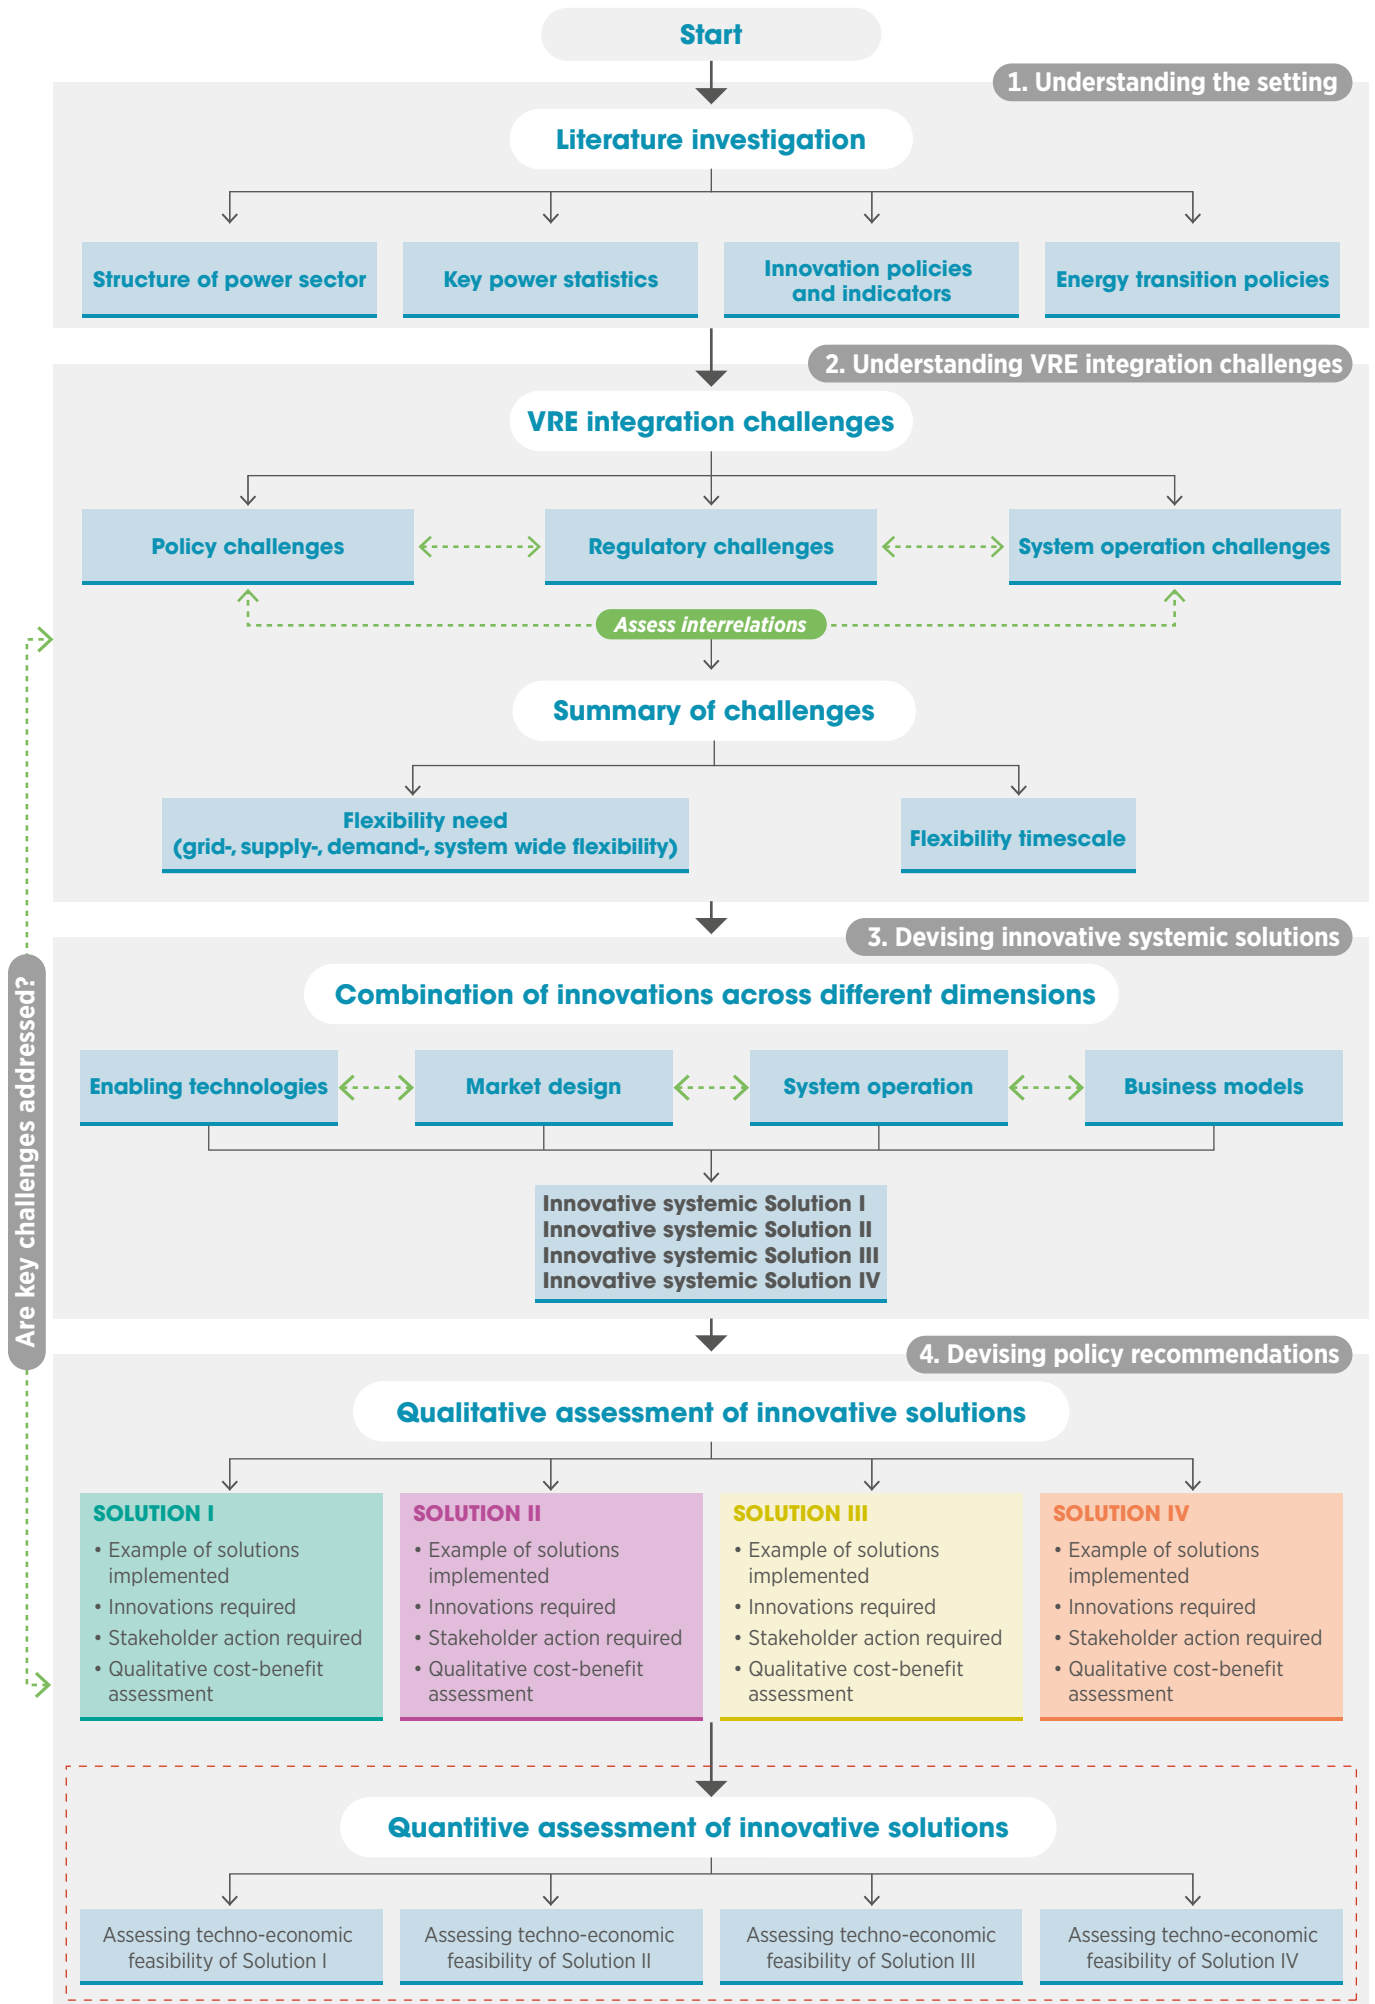 Start
1. Understanding the setting
Literature investigation
Structure of power sector
Key power statistics
Innovation policies
and indicators
Energy transition policies
2. Understanding VRE integration challenges
VRE integration challenges
Policy challenges
Regulatory challenges
System operation challenges
Assess interrelations
Summary of challenges
Flexibility need
(grid-, supply-, demand-, system wide flexibility)
Flexibility timescale
3. Devising innovative systemic solutions
Combination of innovations across different dimensions
Enabling technologies
Market design
System operation
Business models
Innovative systemic Solution I
Innovative systemic Solution II
Innovative systemic Solution III
Innovative systemic Solution IV
Are key challenges addressed?
4. Devising policy recommendations
Qualitative assessment of innovative solutions
SOLUTION I
• Example of solutions
implemented
• Innovations required
• Stakeholder action required
• Qualitative cost-benefit
assessment
SOLUTION II
• Example of solutions
implemented
• Innovations required
• Stakeholder action required
• Qualitative cost-benefit
assessment
SOLUTION III
• Example of solutions
implemented
• Innovations required
• Stakeholder action required
• Qualitative cost-benefit
assessment
SOLUTION IV
• Example of solutions
implemented
• Innovations required
• Stakeholder action required
• Qualitative cost-benefit
assessment
Quantitive assessment of innovative solutions
Assessing techno-economic
feasibility of Solution I
Assessing techno-economic
feasibility of Solution II
Assessing techno-economic
feasibility of Solution III
Assessing techno-economic
feasibility of Solution IV